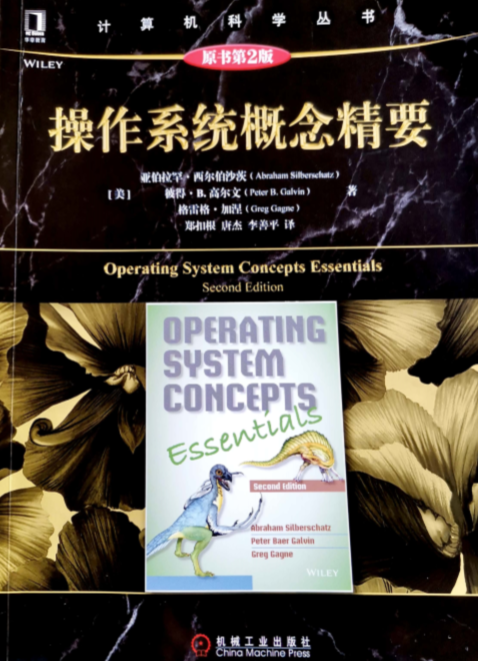 计算机科学丛书
华章教育
WILEY
原书第2版
操作系统概念精要
亚伯拉罕·西尔伯沙茨(Abraham Silberschatz)
[美] 彼得·B. 高尔文(Peter B. Galvin) 著
格雷格·加涅(Greg Gagne)
郑扣根 唐杰 李善平 译
Operating System Concepts Essentials
Second Edition
OPERATING
SYSTEM
CONCEPTS
Essentials
Second Edition
Abraham Silberschatz
Peter Baer Galvin
Greg Gagne
WILEY
机械工业出版社
China Machine Press